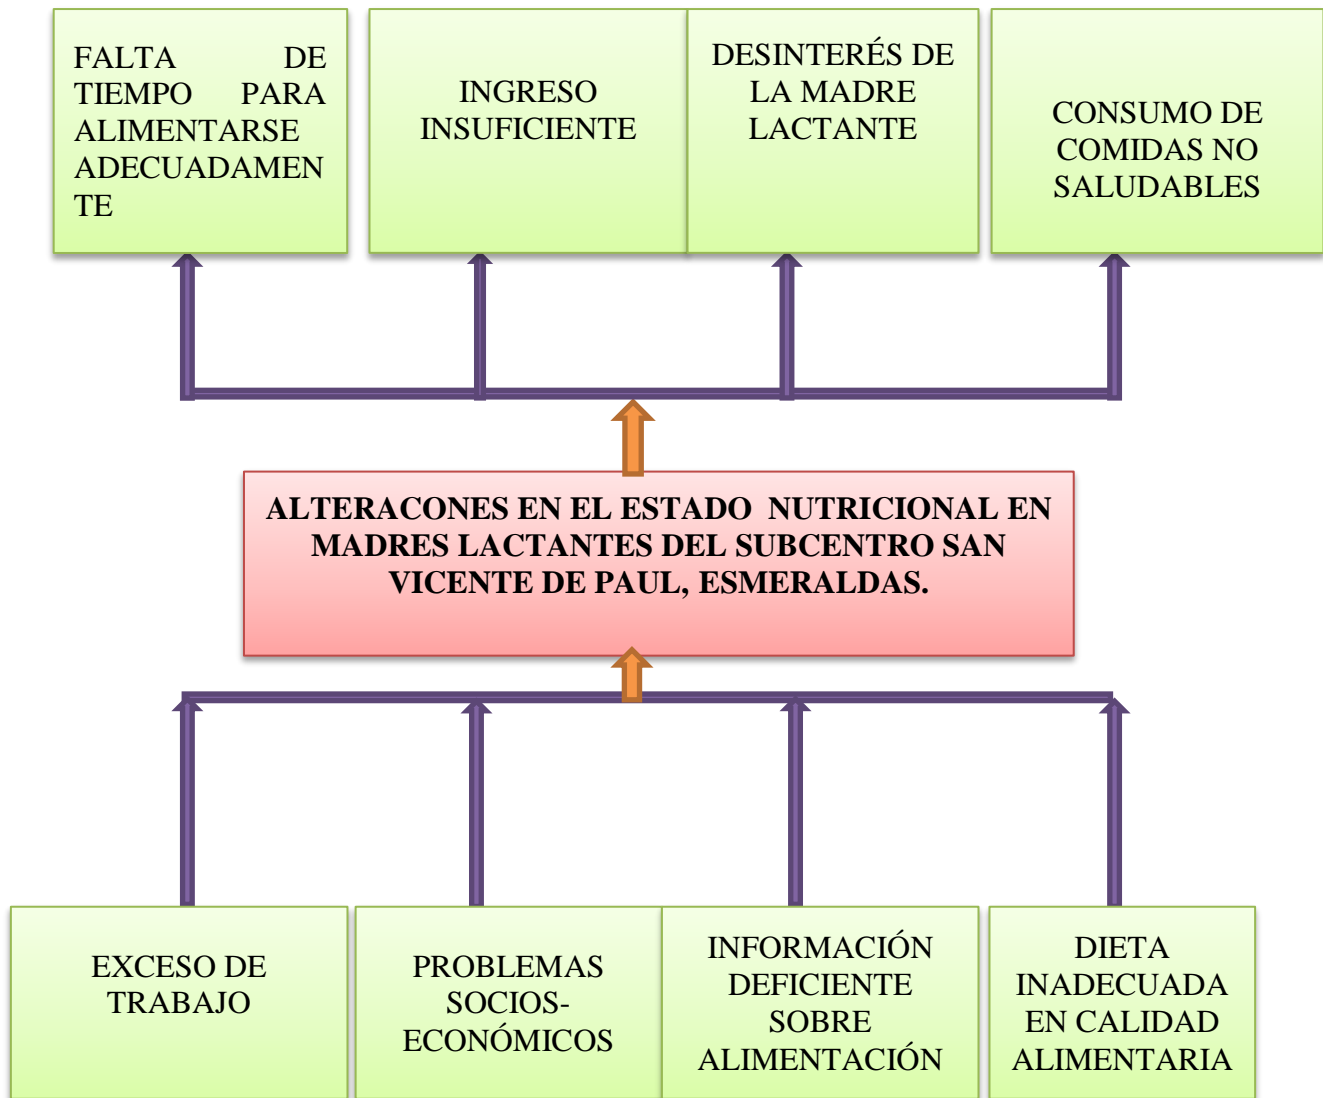 FALTA DE
TIEMPO PARA
ALIMENTARSE
ADECUADAMEN
TE
INGRESO
INSUFICIENTE
DESINTERÉS DE
LA MADRE
LACTANTE
CONSUMO DE
COMIDAS NO
SALUDABLES
ALTERACONES EN EL ESTADO NUTRICIONAL EN
MADRES LACTANTES DEL SUBCENTRO SAN
VICENTE DE PAUL, ESMERALDAS.
EXCESO DE
TRABAJO
PROBLEMAS
SOCIOS-
ECONÓMICOS
INFORMACIÓN
DEFICIENTE
SOBRE
ALIMENTACIÓN
DIETA
INADECUADA
EN CALIDAD
ALIMENTARIA